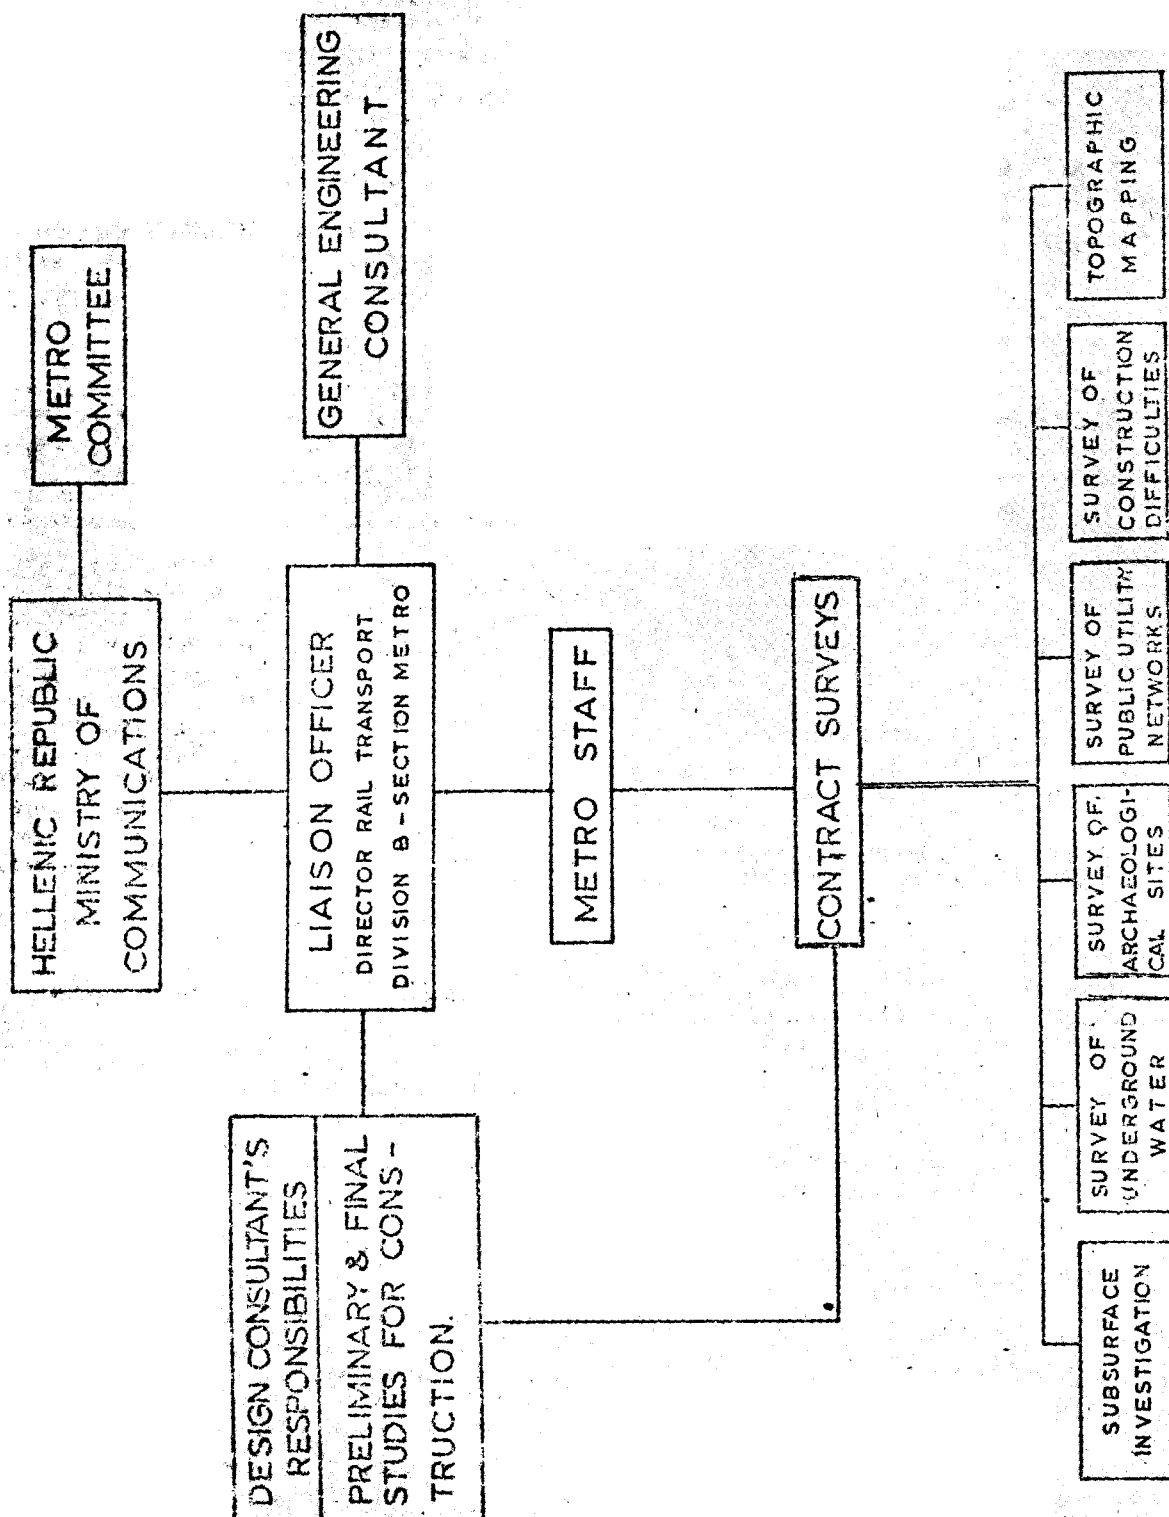 HELLENIC REPUBLIC
MINISTRY OF
COMMUNICATIONS
METRO
COMMITTEE
DESIGN CONSULTANT'S
RESPONSIBILITIES
PRELIMINARY & FINAL
STUDIES FOR CONS-
TRUCTION.
LIAISON OFFICER
DIRECTOR RAIL TRANSPORT
DIVISION B-SECTION METRO
GENERAL ENGINEERING
CONSULTANT
METRO STAFF
CONTRACT SURVEYS
SUBSURFACE
INVESTIGATION
SURVEY OF
UNDERGROUND
WATER
SURVEY OF
ARCHAEOLOGI-
CAL SITES
SURVEY OF
PUBLIC UTILITY
NETWORKS
SURVEY OF
CONSTRUCTION
DIFFICULTIES
TOPOGRAPHIC
MAPPING